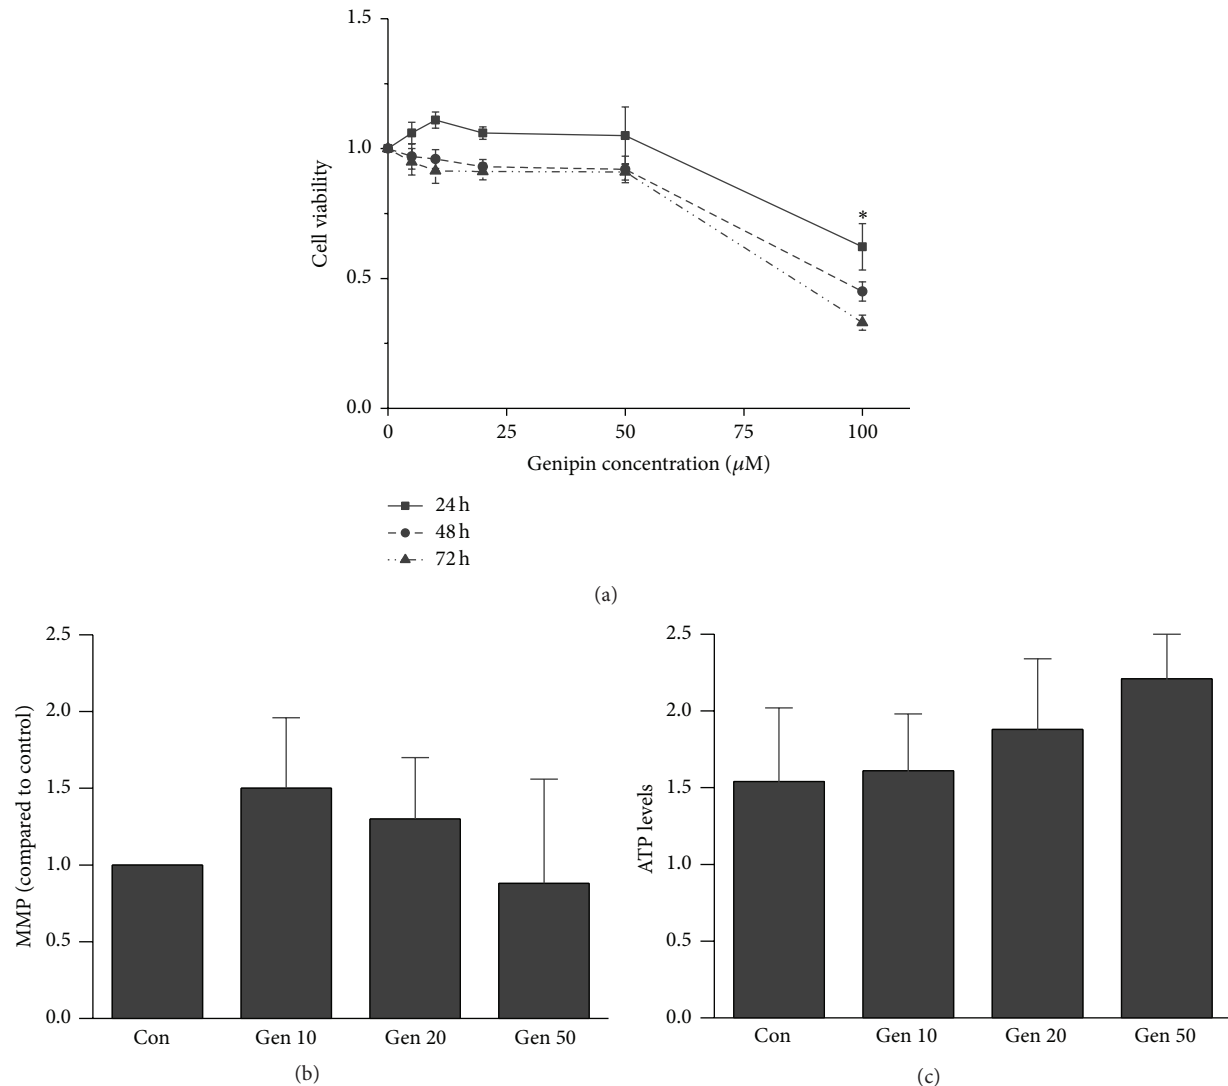 1.5
1.0
0.5
0.0
Cell viability
*
0 25 50 75 100
Genipin concentration (μM)
24 h
48 h
72 h
(a)
2.5
2.0
1.5
1.0
0.5
0.0
MMP (compared to control)
Con Gen 10 Gen 20 Gen 50
(b)
2.5
2.0
1.5
1.0
0.5
0.0
ATP levels
Con Gen 10 Gen 20 Gen 50
(c)